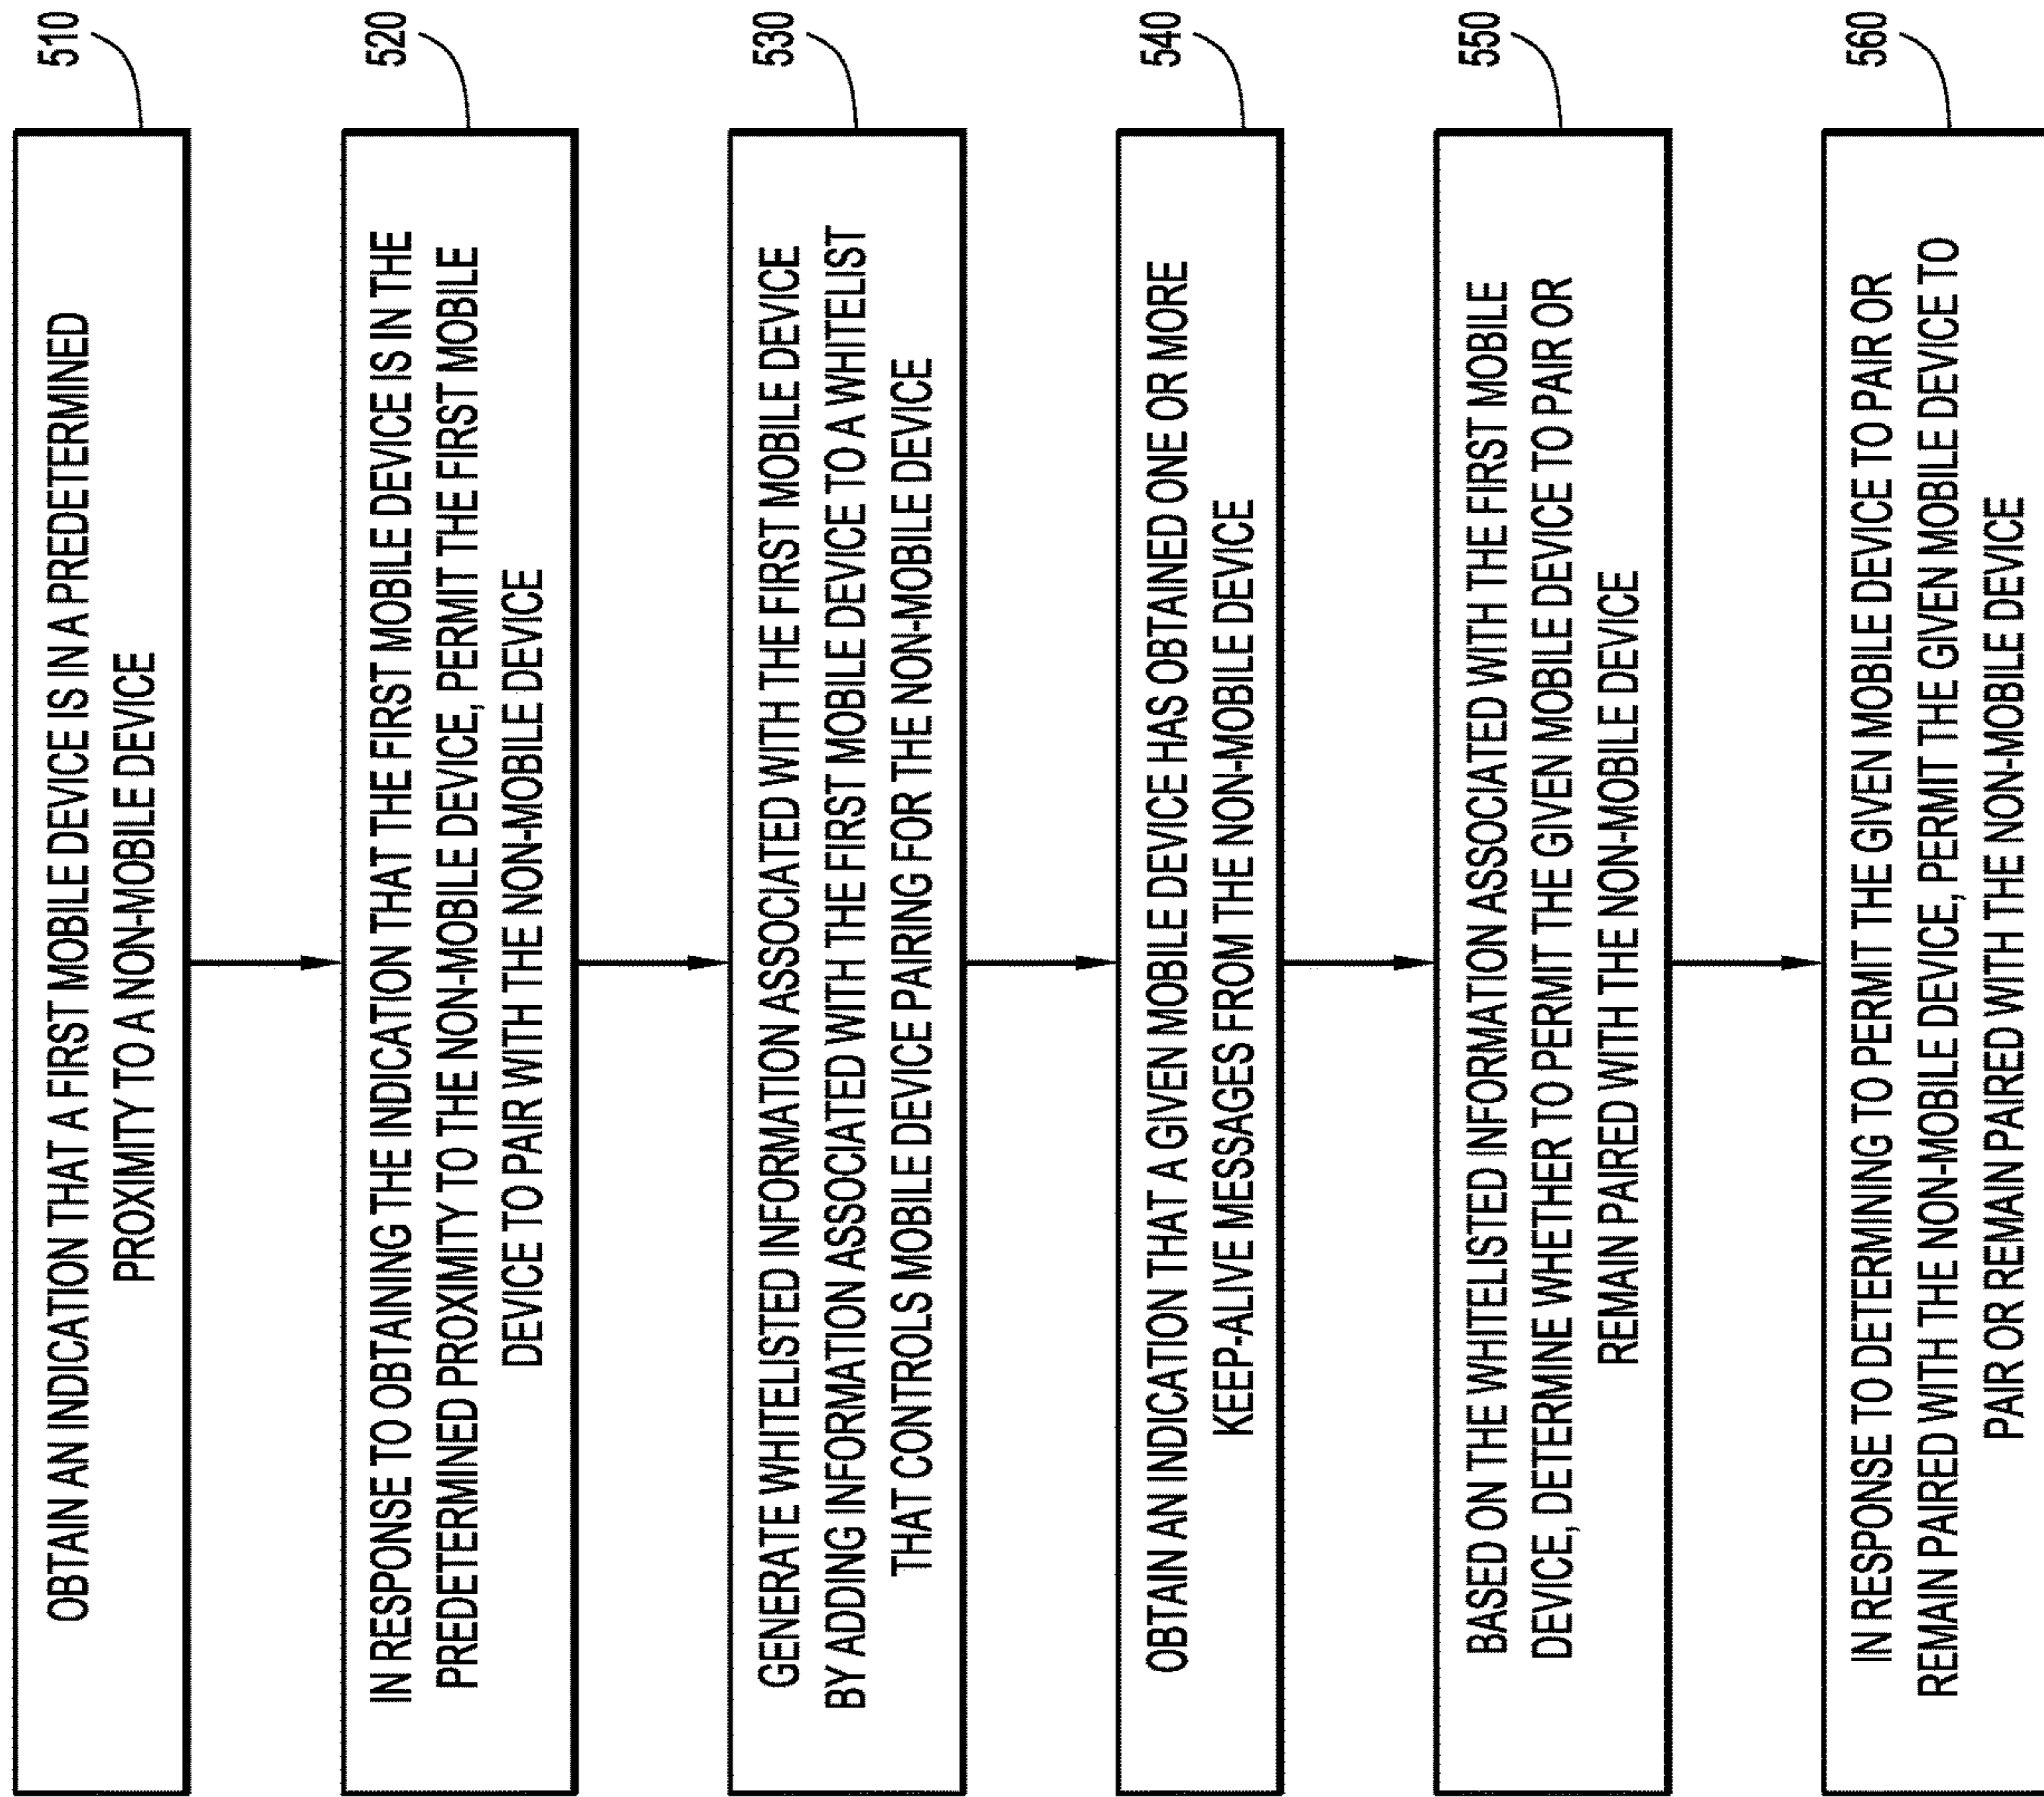 510
OBTAIN AN INDICATION THAT A FIRST MOBILE DEVICE IS IN A PREDETERMINED
PROXIMITY TO A NON-MOBILE DEVICE
520
IN RESPONSE TO OBTAINING THE INDICATION THAT THE FIRST MOBILE DEVICE IS IN THE
PREDETERMINED PROXIMITY TO THE NON-MOBILE DEVICE, PERMIT THE FIRST MOBILE
DEVICE TO PAIR WITH THE NON-MOBILE DEVICE
530
GENERATE WHITELISTED INFORMATION ASSOCIATED WITH THE FIRST MOBILE DEVICE
BY ADDING INFORMATION ASSOCIATED WITH THE FIRST MOBILE DEVICE TO A WHITELIST
THAT CONTROLS MOBILE DEVICE PAIRING FOR THE NON-MOBILE DEVICE
540
OBTAIN AN INDICATION THAT A GIVEN MOBILE DEVICE HAS OBTAINED ONE OR MORE
KEEP-ALIVE MESSAGES FROM THE NON-MOBILE DEVICE
550
BASED ON THE WHITELISTED INFORMATION ASSOCIATED WITH THE FIRST MOBILE
DEVICE, DETERMINE WHETHER TO PERMIT THE GIVEN MOBILE DEVICE TO PAIR OR
REMAIN PAIRED WITH THE NON-MOBILE DEVICE
560
IN RESPONSE TO DETERMINING TO PERMIT THE GIVEN MOBILE DEVICE TO PAIR OR
REMAIN PAIRED WITH THE NON-MOBILE DEVICE, PERMIT THE GIVEN MOBILE DEVICE TO
PAIR OR REMAIN PAIRED WITH THE NON-MOBILE DEVICE